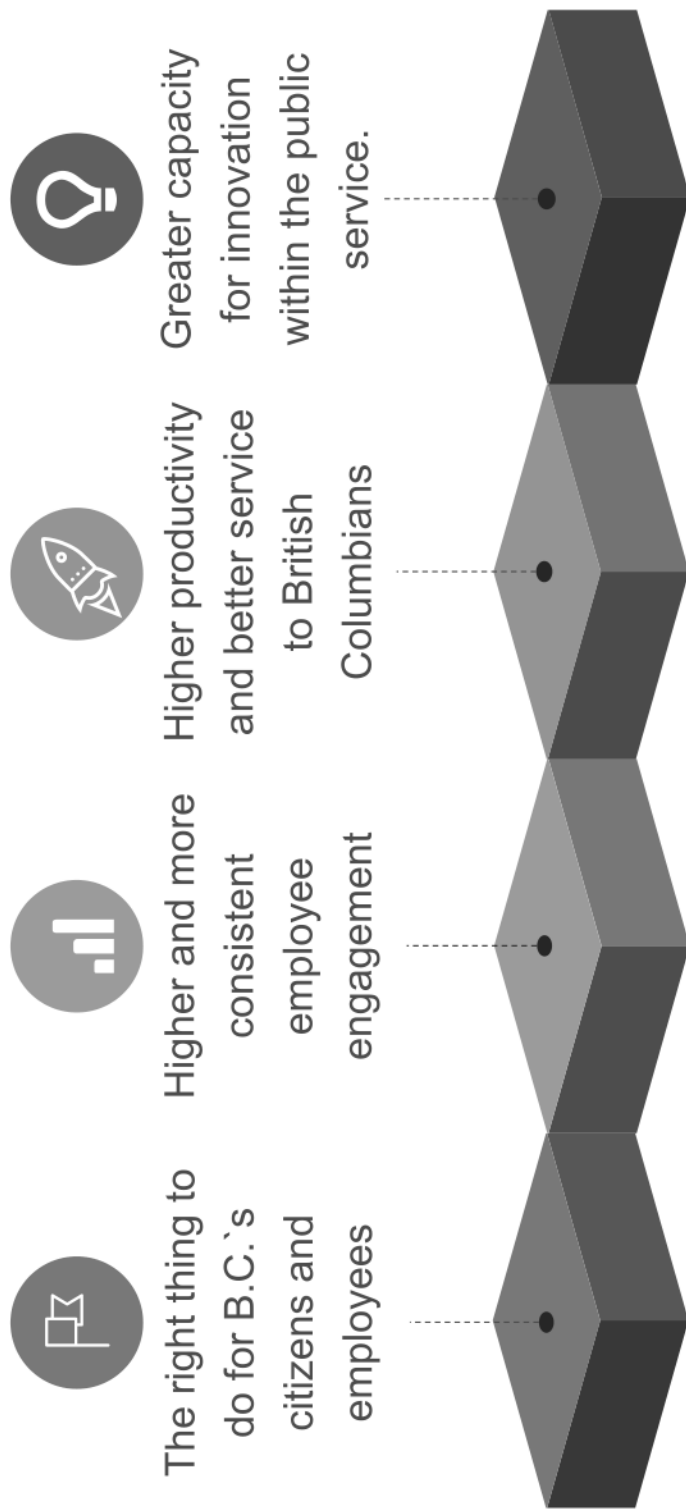 The right thing to
do for B.C.`s
citizens and
employees
Higher and more
consistent
employee
engagement
Higher productivity
and better service
to British
Columbians
Greater capacity
for innovation
within the public
service.